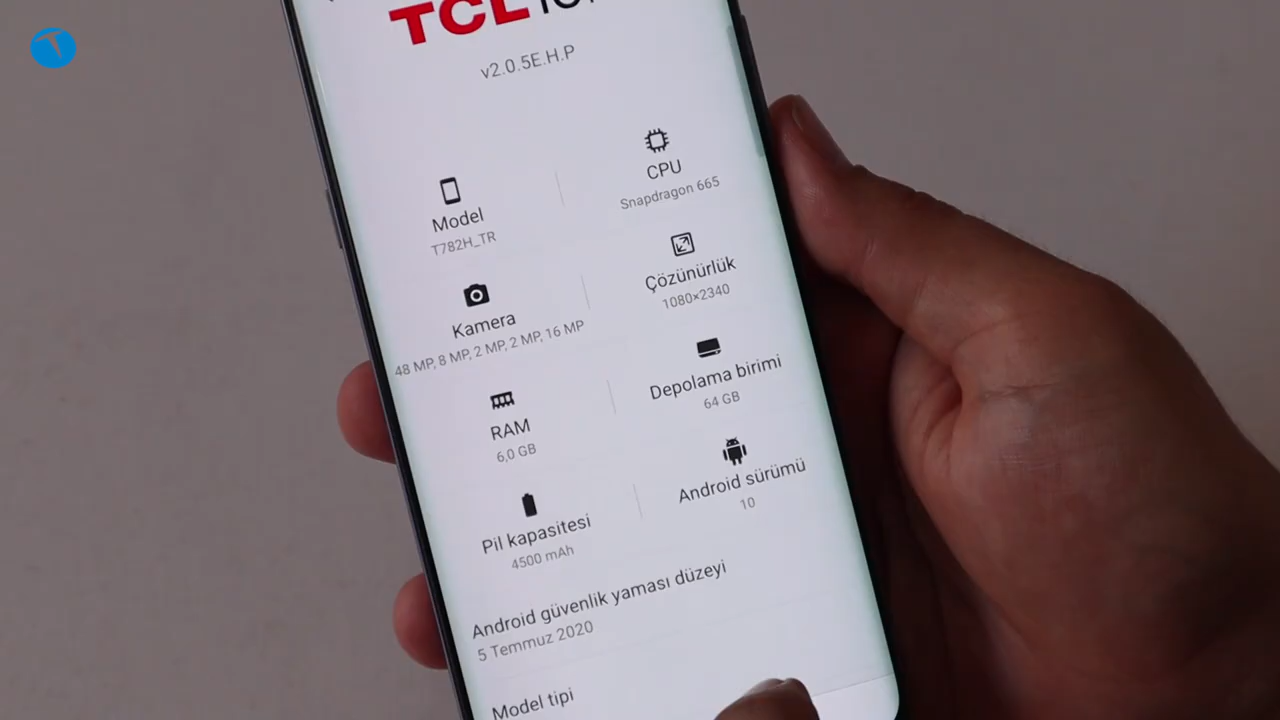 TCL
v2.0.5E.H.P
Model
T782H_TR
CPU
Snapdragon 665
Kamera
48 MP, 8 MP, 2 MP, 2 MP, 16 MP
Çözünürlük
1080×2340
RAM
6,0 GB
Depolama birimi
64 GB
Pil kapasitesi
4500 mAh
Android sürümü
10
Android güvenlik yaması düzeyi
5 Temmuz 2020
Model tipi